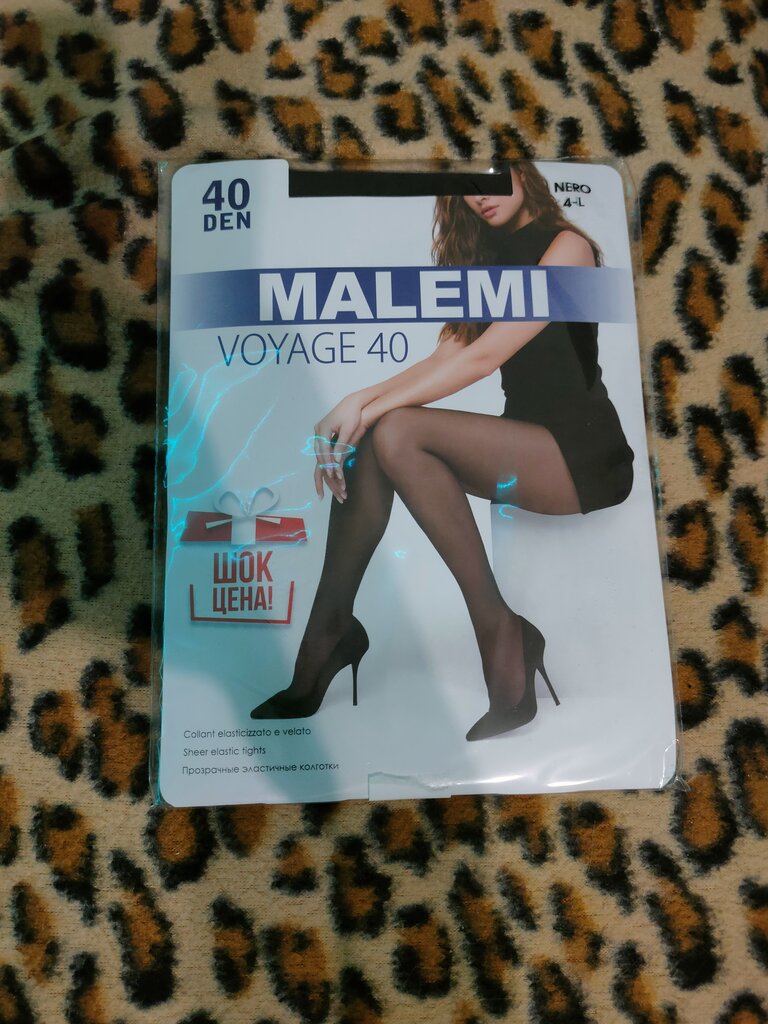 40
DEN
NERO
4-L
MALEMI
VOYAGE 40
ШОК
ЦЕНА!
Collant elasticizzato e velato
Sheer elastic tights
Прозрачные эластичные колготки